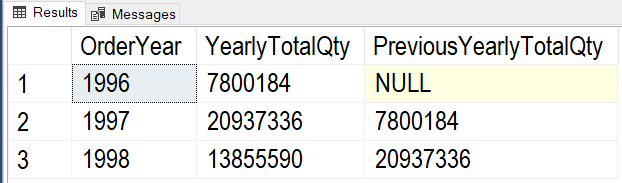 Results Messages
OrderYear YearlyTotalQty PreviousYearlyTotalQty
1 1996 7800184 NULL
2 1997 20937336 7800184
3 1998 13855590 20937336